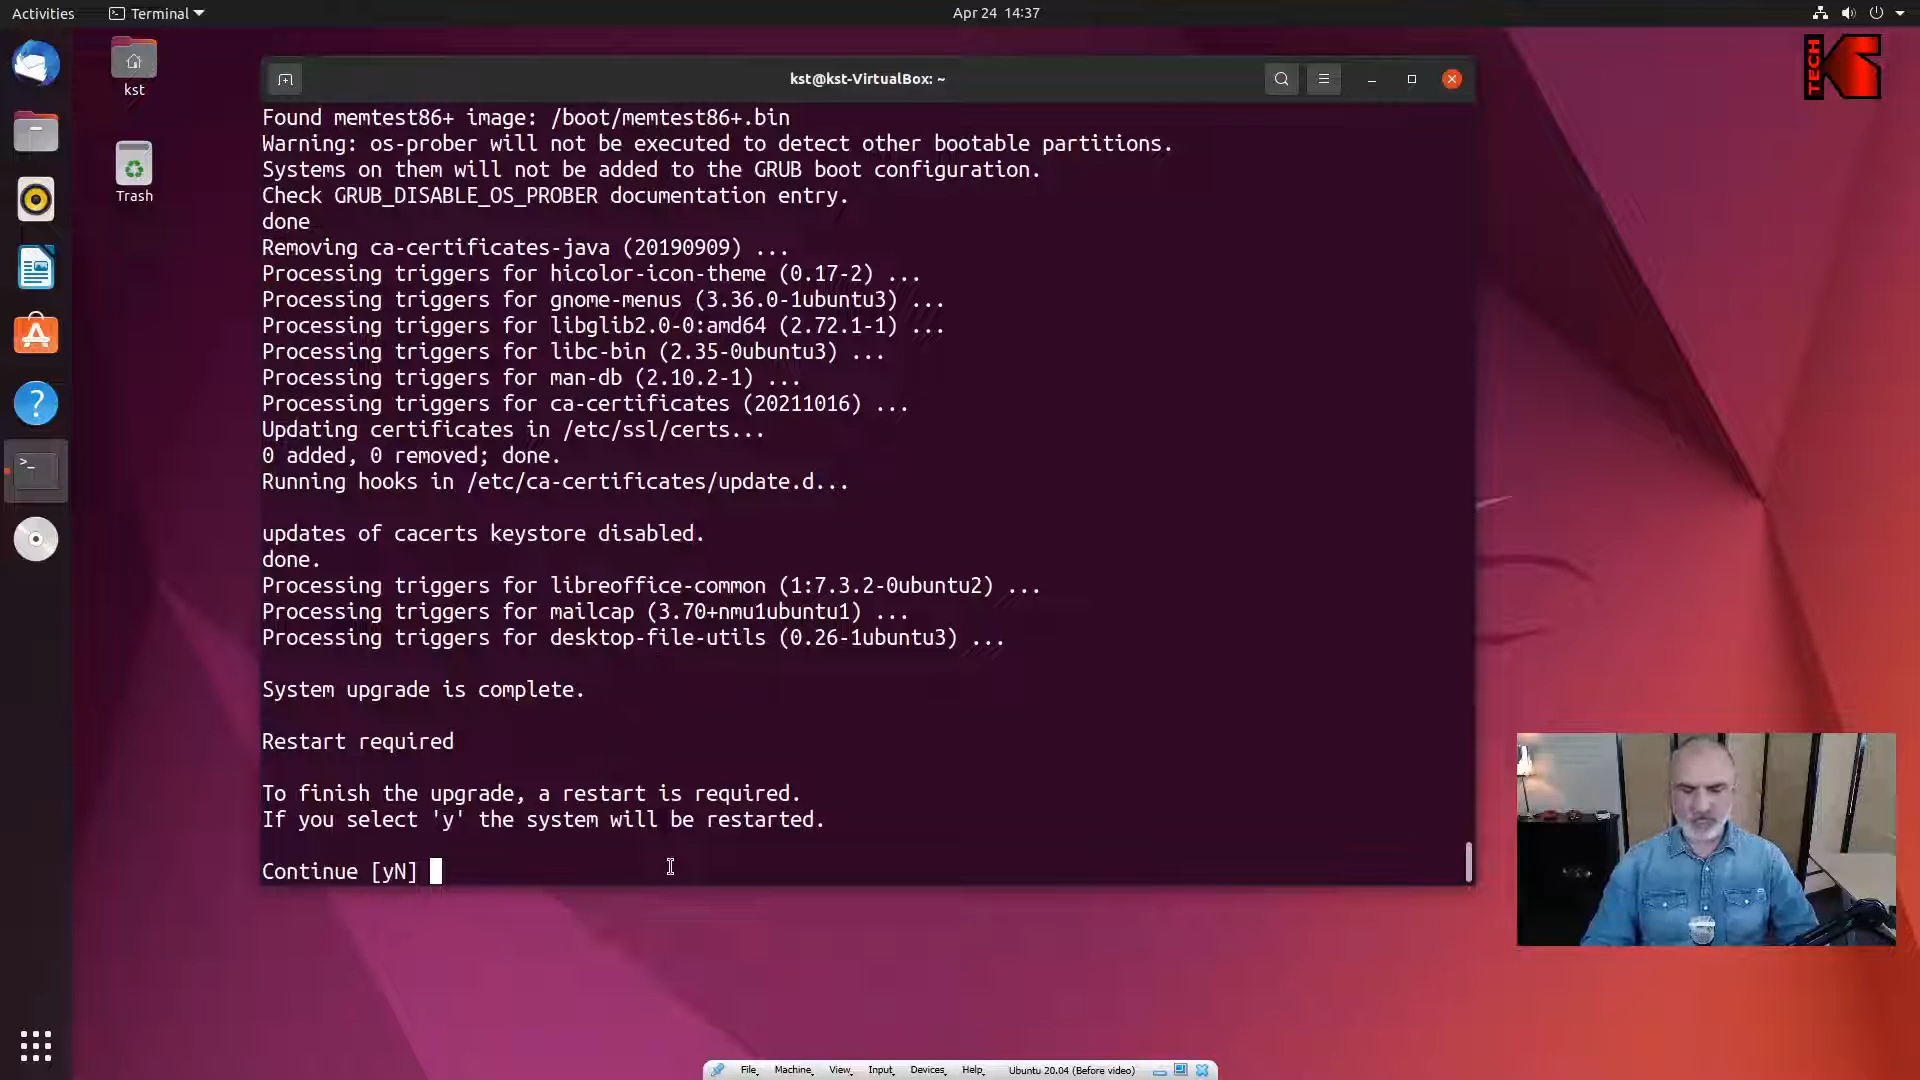 Activities
Terminal
Apr 24 14:37
TECH
kst
Trash
kst@kst-VirtualBox: ~
Found memtest86+ image: /boot/memtest86+.bin
Warning: os-prober will not be executed to detect other bootable partitions.
Systems on them will not be added to the GRUB boot configuration.
Check GRUB_DISABLE_OS_PROBER documentation entry.
done
Removing ca-certificates-java (20190909) ...
Processing triggers for hicolor-icon-theme (0.17-2) ...
Processing triggers for gnome-menus (3.36.0-1ubuntu3) ...
Processing triggers for libglib2.0-0:amd64 (2.72.1-1) ...
Processing triggers for libc-bin (2.35-0ubuntu3) ...
Processing triggers for man-db (2.10.2-1) ...
Processing triggers for ca-certificates (20211016) ...
Updating certificates in /etc/ssl/certs...
0 added, 0 removed; done.
Running hooks in /etc/ca-certificates/update.d...
updates of cacerts keystore disabled.
done.
Processing triggers for libreoffice-common (1:7.3.2-0ubuntu2) ...
Processing triggers for mailcap (3.70+nmu1ubuntu1) ...
Processing triggers for desktop-file-utils (0.26-1ubuntu3) ...
System upgrade is complete.
Restart required
To finish the upgrade, a restart is required.
If you select 'y' the system will be restarted.
Continue [yN]
File Machine View Input Devices Help Ubuntu 20.04 (Before video)